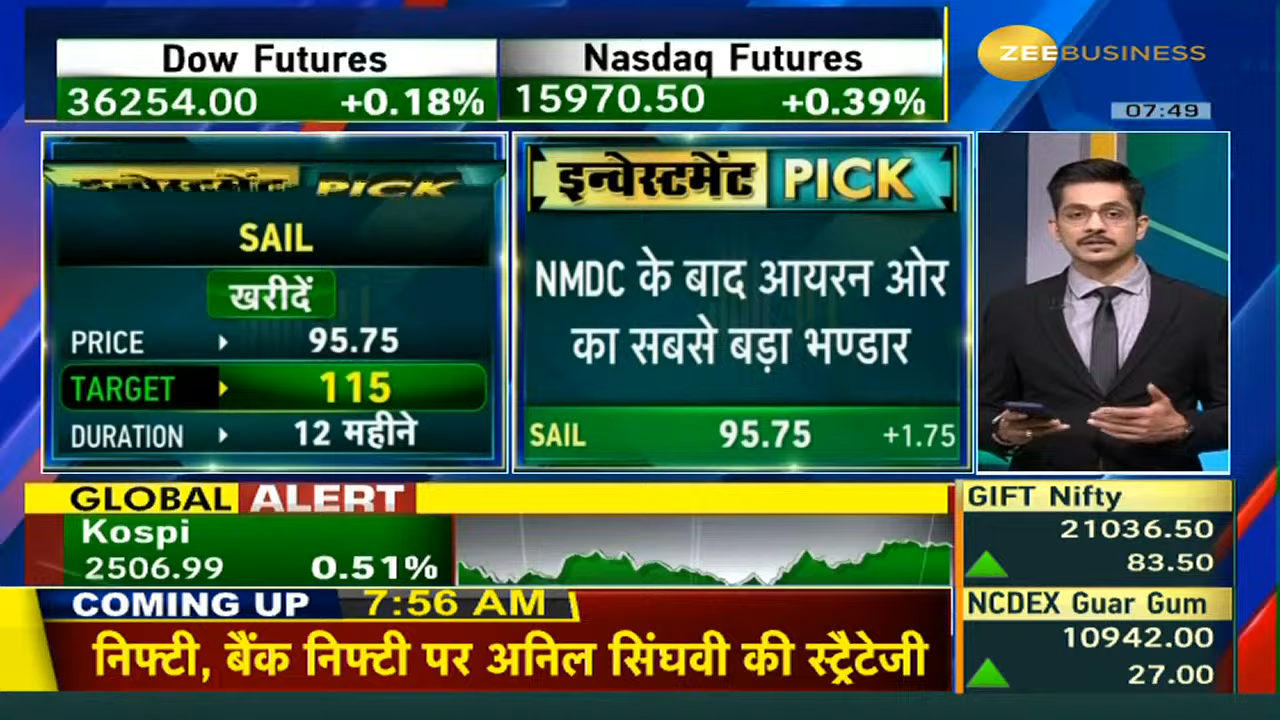 Dow Futures
36254.00 +0.18%
Nasdaq Futures
15970.50 +0.39%
ZEEBUSINESS
07:49
इन्वेस्टमेंट PICK
SAIL
खरीदें
PRICE 95.75
TARGET 115
DURATION 12 महीने
इन्वेस्टमेंट PICK
NMDC के बाद आयरन ओर
का सबसे बड़ा भण्डार
SAIL 95.75 +1.75
GLOBAL ALERT
Kospi
2506.99 0.51%
GIFT Nifty
21036.50
83.50
COMING UP 7:56 AM
निफ्टी, बैंक निफ्टी पर अनिल सिंघवी की स्ट्रैटेजी
NCDEX Guar Gum
10942.00
27.00